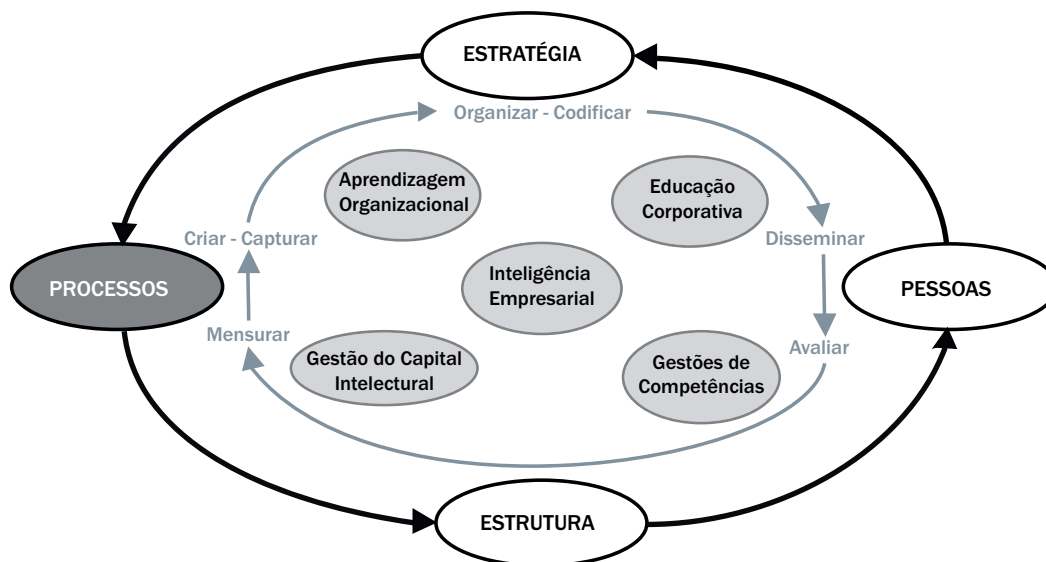 ESTRATÉGIA
Organizar - Codificar
Aprendizagem
Organizacional
Educação
Corporativa
Criar - Capturar
Disseminar
PROCESSOS
Inteligência
Empresarial
PESSOAS
Mensurar
Avaliar
Gestão do Capital
Intelectural
Gestões de
Competências
ESTRUTURA